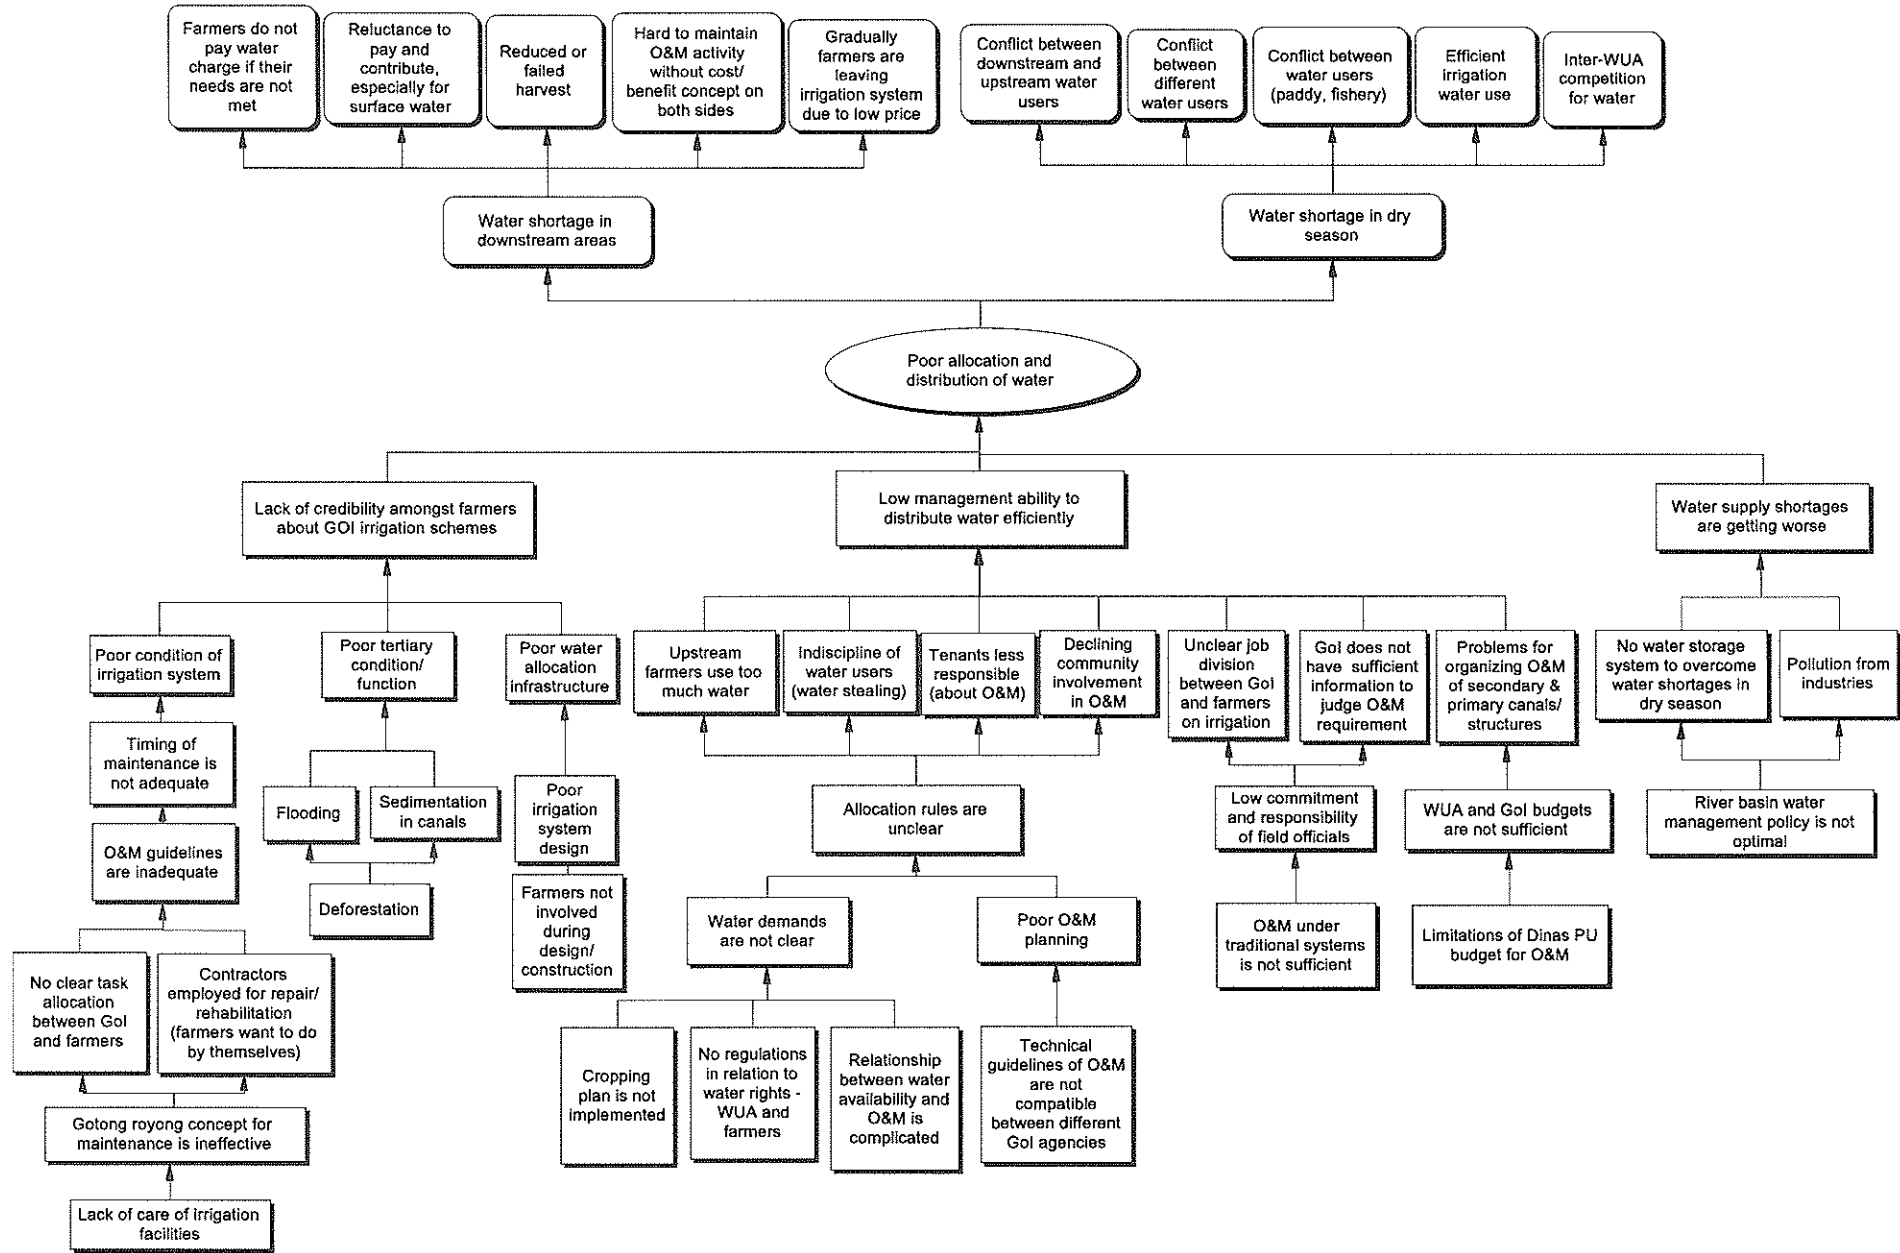 Farmers do not
pay water
charge if their
needs are not
met
Reluctance to
pay and
contribute,
especially for
surface water
Reduced or
failed
harvest
Hard to maintain
O&M activity
without cost/
benefit concept on
both sides
Gradually
farmers are
leaving
irrigation system
due to low price
Conflict between
downstream and
upstream water
users
Conflict
between
different
water users
Conflict between
water users
(paddy, fishery)
Efficient
irrigation
water use
Inter-WUA
competition
for water
Water shortage in
downstream areas
Water shortage in dry
season
Poor allocation and
distribution of water
Lack of credibility amongst farmers
about GOI irrigation schemes
Low management ability to
distribute water efficiently
Water supply shortages
are getting worse
Poor condition of
irrigation system
Poor tertiary
condition/
function
Poor water
allocation
infrastructure
Upstream
farmers use too
much water
Indiscipline of
water users
(water stealing)
Tenants less
responsible
(about O&M)
Declining
community
involvement
in O&M
Unclear job
division
between GoI
and farmers
on irrigation
GoI does not
have sufficient
information to
judge O&M
requirement
Problems for
organizing O&M
of secondary &
primary canals/
structures
No water storage
system to overcome
water shortages in
dry season
Pollution from
industries
Timing of
maintenance is
not adequate
Flooding
Sedimentation
in canals
Poor
irrigation
system
design
Allocation rules are
unclear
Low commitment
and responsibility
of field officials
WUA and GoI budgets
are not sufficient
River basin water
management policy is not
optimal
O&M guidelines
are inadequate
Deforestation
Farmers not
involved
during
design/
construction
Water demands
are not clear
Poor O&M
planning
O&M under
traditional systems
is not sufficient
Limitations of Dinas PU
budget for O&M
No clear task
allocation
between GoI
and farmers
Contractors
employed for repair/
rehabilitation
(farmers want to do
by themselves)
Cropping
plan is not
implemented
No regulations
in relation to
water rights -
WUA and
farmers
Relationship
between water
availability and
O&M is
complicated
Technical
guidelines of O&M
are not
compatible
between different
GoI agencies
Gotong royong concept for
maintenance is ineffective
Lack of care of irrigation
facilities